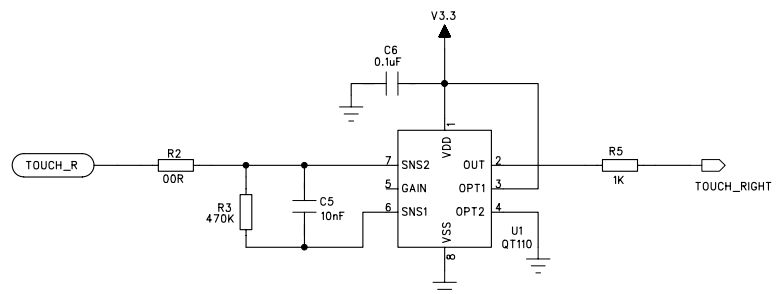 V3.3
C6
0.1uF
1
VDD
TOUCH_R
R2
00R
7
SNS2
OUT
2
R5
1K
TOUCH_RIGHT
5
GAIN
OPT1
3
R3
470K
C5
10nF
6
SNS1
OPT2
4
VSS
8
U1
QT110